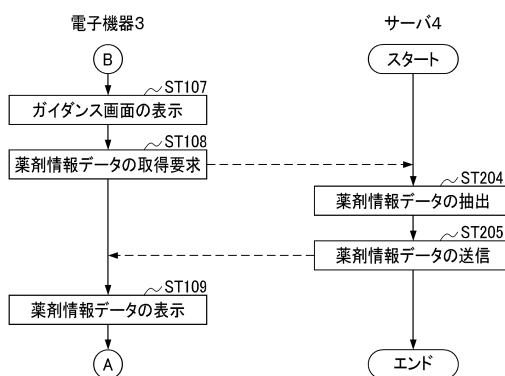 電子機器3
サーバ4
B
スタート
ST107
ガイダンス画面の表示
ST108
薬剤情報データの取得要求
ST204
薬剤情報データの抽出
ST205
薬剤情報データの送信
ST109
薬剤情報データの表示
A
エンド